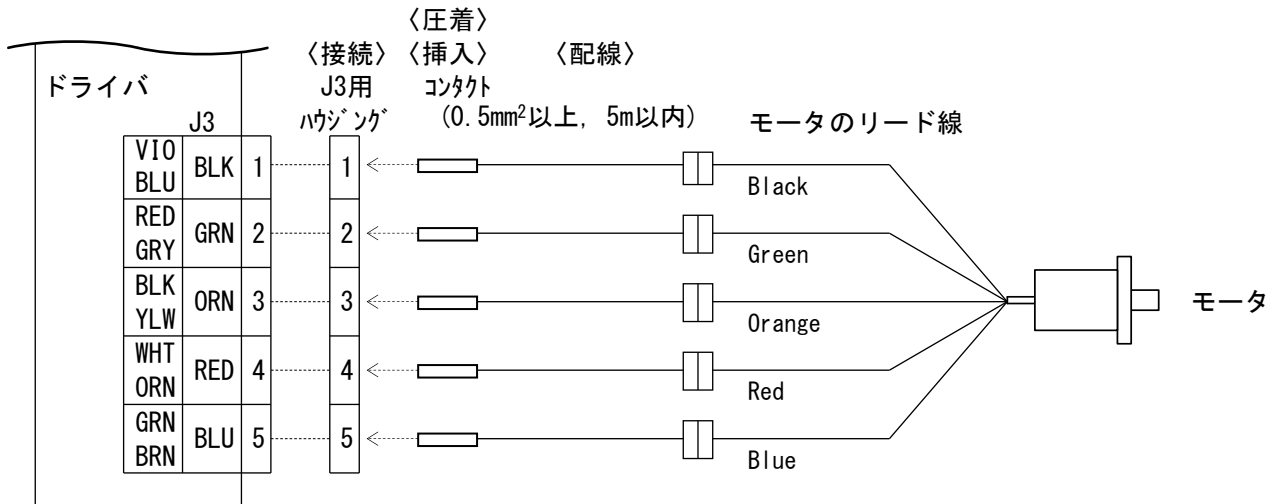 〈圧着〉
〈接続〉 〈挿入〉 〈配線〉
ドライバ J3用 ｺﾝﾀｸﾄ
J3 ﾊｳｼﾞﾝｸﾞ (0.5mm²以上, 5m以内) モータのリード線
VIO
BLU BLK 1 1
Black
RED
GRY GRN 2 2
Green
BLK
YLW ORN 3 3
Orange
モータ
WHT
ORN RED 4 4
Red
GRN
BRN BLU 5 5
Blue